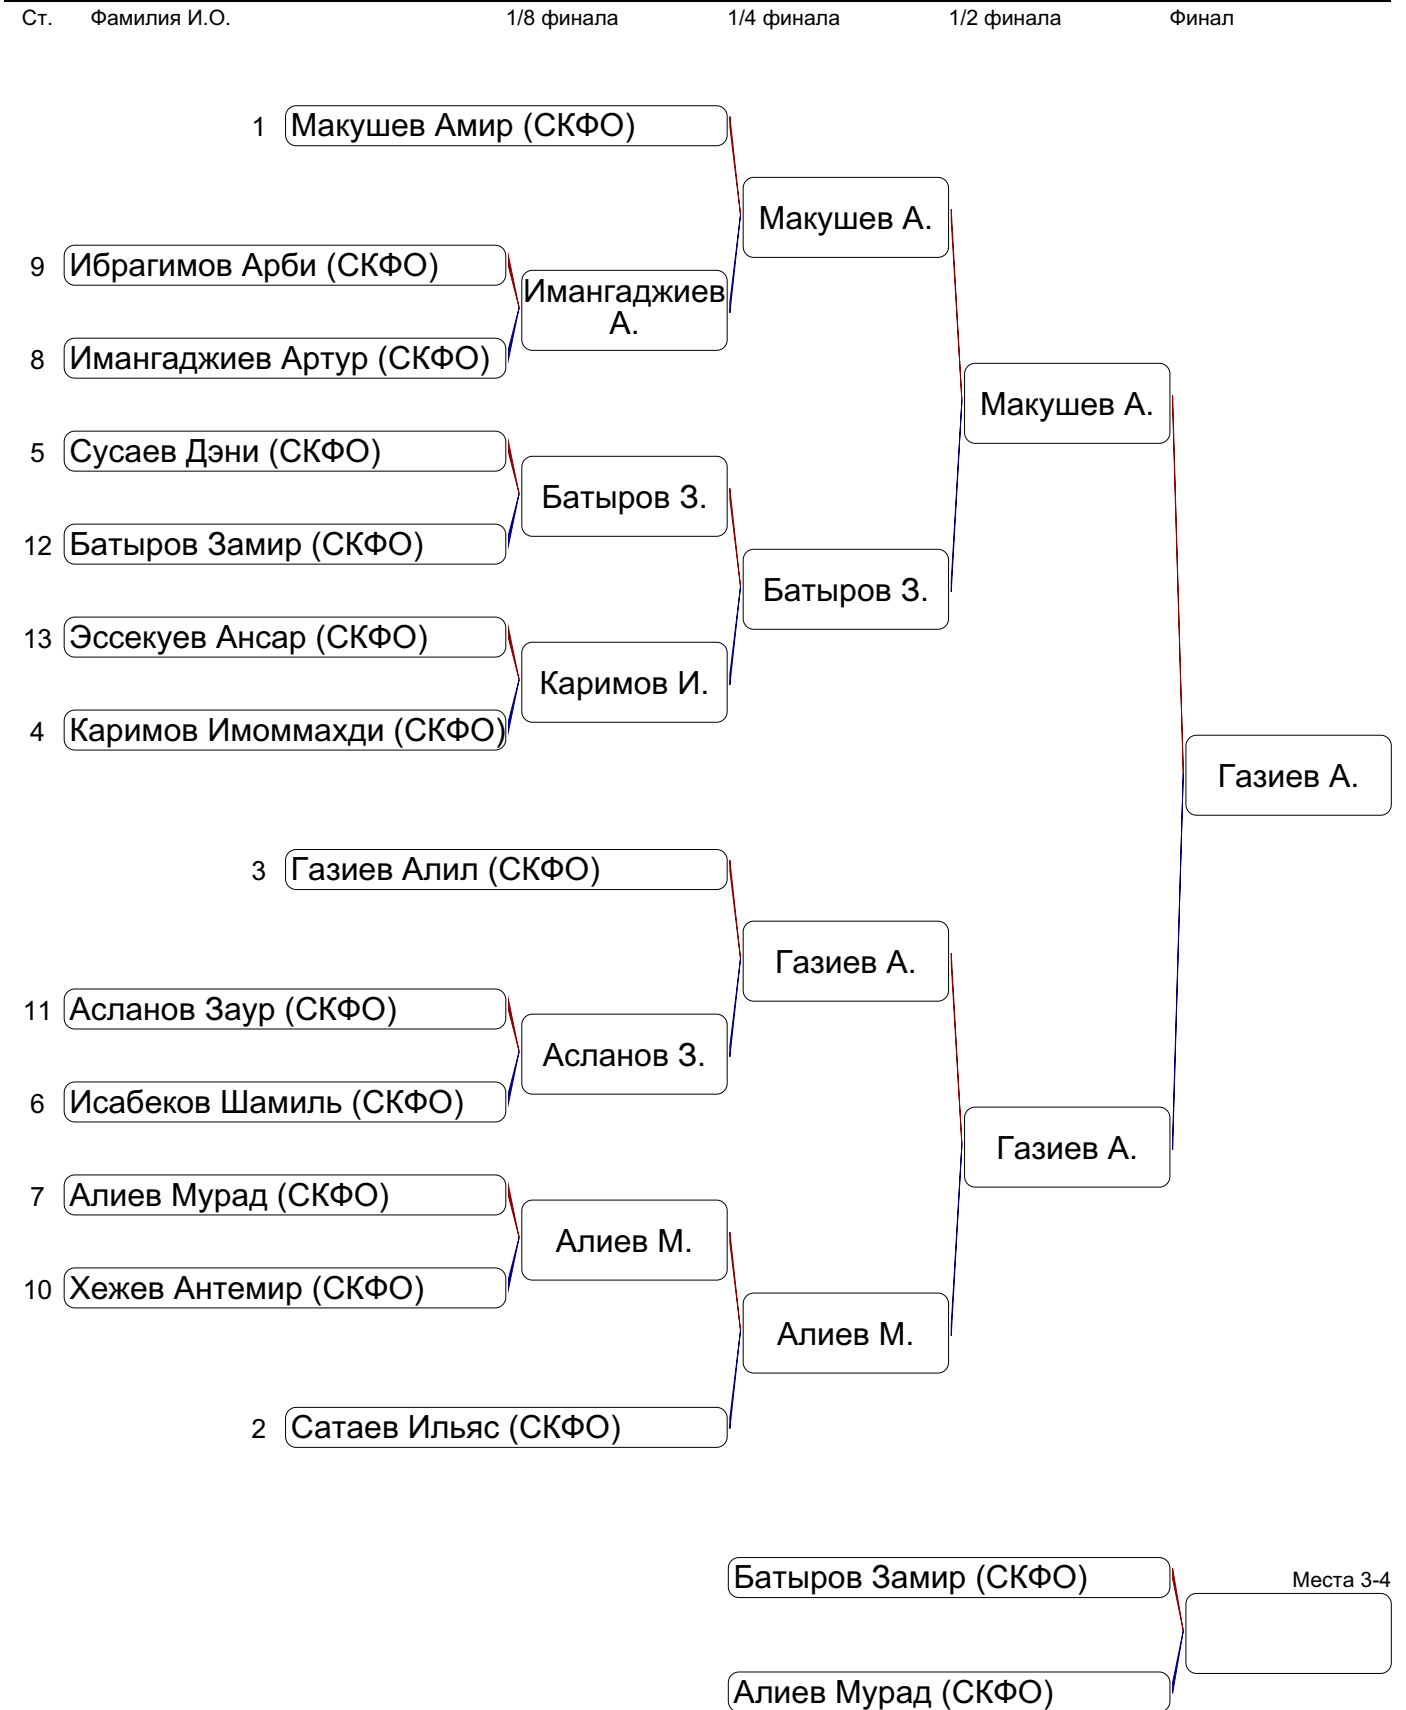 Ст. Фамилия И.О. 1/8 финала 1/4 финала 1/2 финала Финал
1 Макушев Амир (СКФО)
Макушев А.
9 Ибрагимов Арби (СКФО)
Имангаджиев
А.
8 Имангаджиев Артур (СКФО)
Макушев А.
5 Сусаев Дэни (СКФО)
Батыров З.
12 Батыров Замир (СКФО)
Батыров З.
13 Эссекуев Ансар (СКФО)
Каримов И.
4 Каримов Имоммахди (СКФО)
Газиев А.
3 Газиев Алил (СКФО)
Газиев А.
11 Асланов Заур (СКФО)
Асланов З.
6 Исабеков Шамиль (СКФО)
Газиев А.
7 Алиев Мурад (СКФО)
Алиев М.
10 Хежев Антемир (СКФО)
Алиев М.
2 Сатаев Ильяс (СКФО)
Батыров Замир (СКФО) Места 3-4
Алиев Мурад (СКФО)